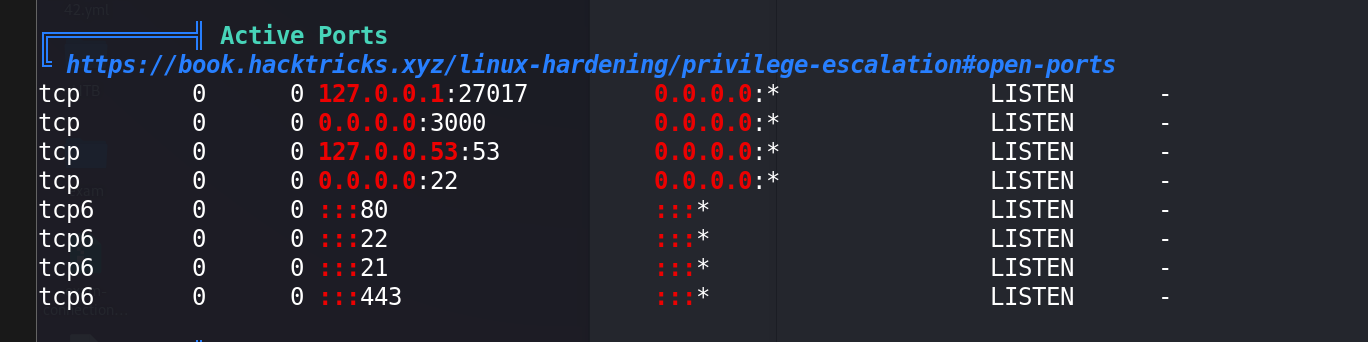 42.yml
Active Ports
https://book.hacktricks.xyz/linux-hardening/privilege-escalation#open-ports
tcp 0 0 127.0.0.1:27017 0.0.0.0:* LISTEN -
tcp 0 0 0.0.0.0:3000 0.0.0.0:* LISTEN -
tcp 0 0 127.0.0.53:53 0.0.0.0:* LISTEN -
tcp 0 0 0.0.0.0:22 0.0.0.0:* LISTEN -
tcp6 0 0 :::80 :::* LISTEN -
tcp6 0 0 :::22 :::* LISTEN -
tcp6 0 0 :::21 :::* LISTEN -
tcp6 0 0 :::443 :::* LISTEN -
connection...